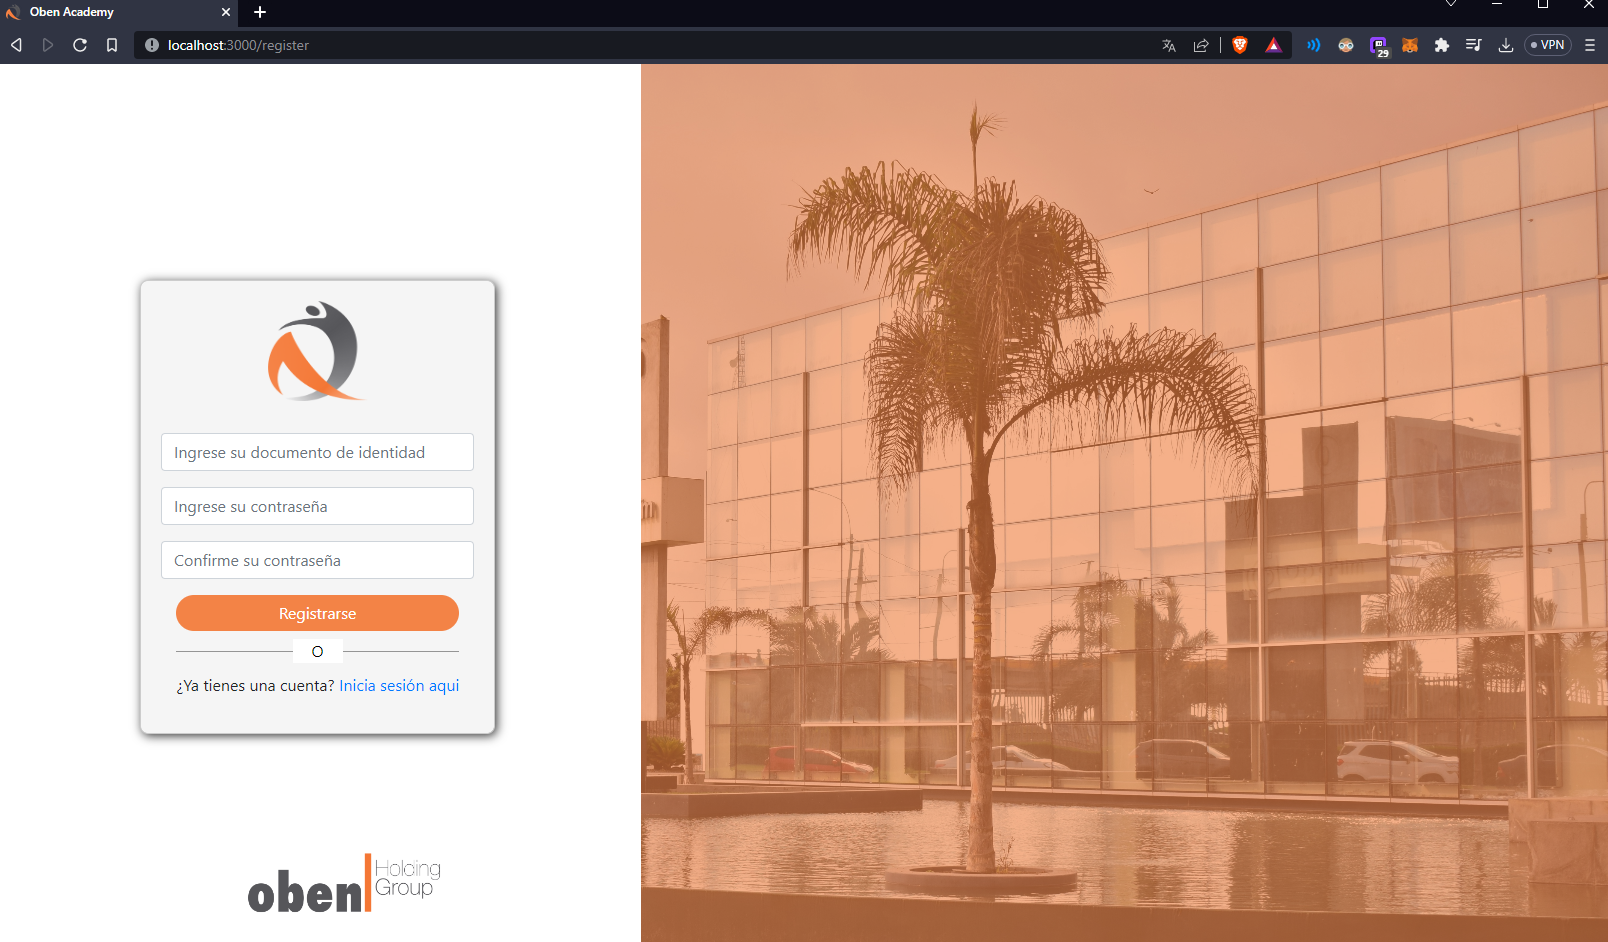 Oben Academy
localhost:3000/register
29
VPN
Ingrese su documento de identidad
Ingrese su contraseña
Confirme su contraseña
Registrarse
O
¿Ya tienes una cuenta? Inicia sesión aqui
oben
Holding
Group